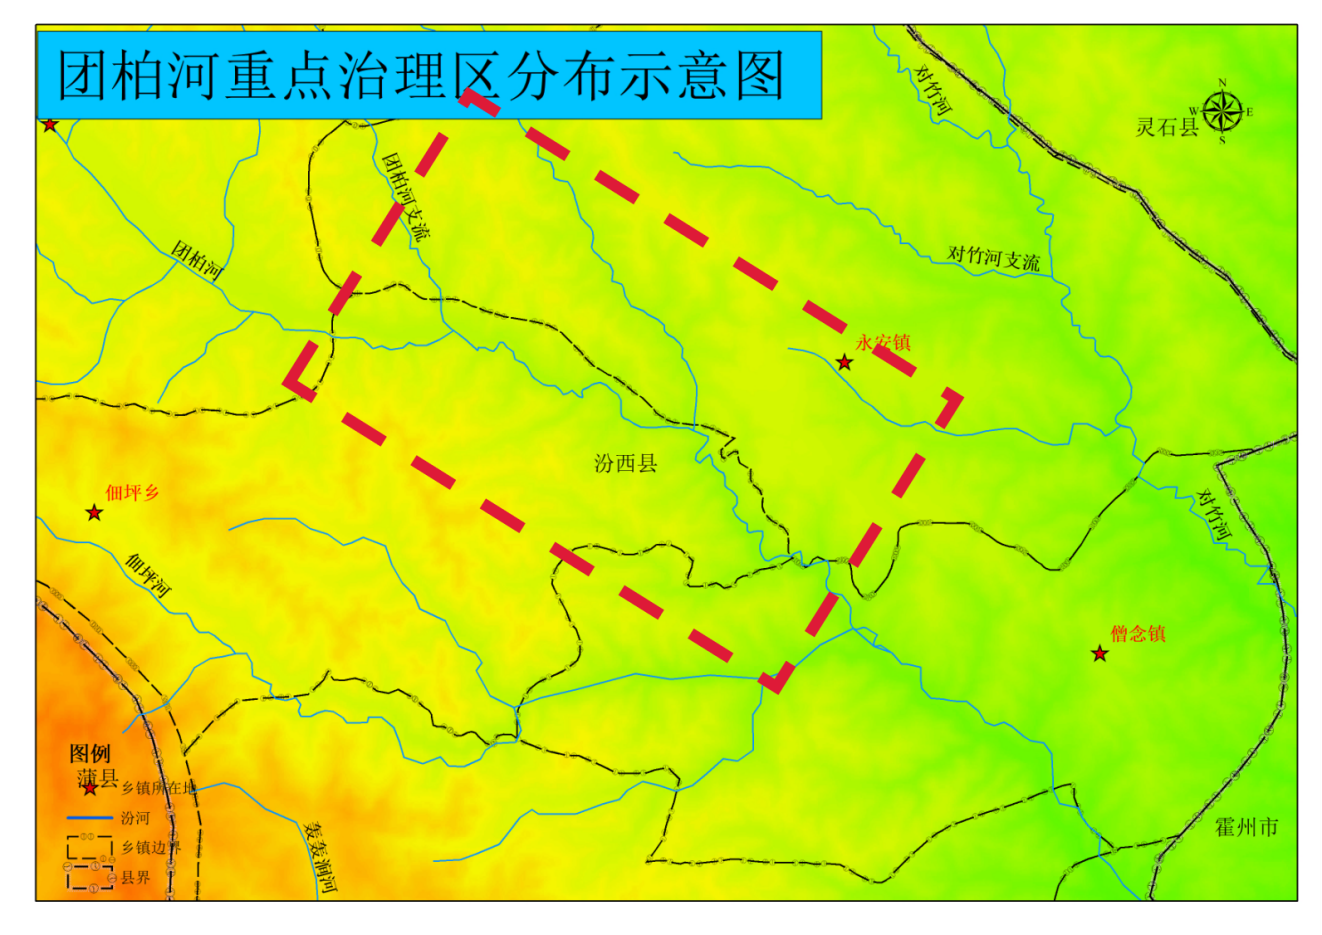 团柏河重点治理区分布示意图
对竹河
N
W
E
S
灵石县
团柏河支流
团柏河
对竹河支流
永安镇
汾西县
佃坪乡
对竹河
佃坪河
僧念镇
图例
蒲县
乡镇所在地
汾河
乡镇边界
县界
轰轰涧河
霍州市